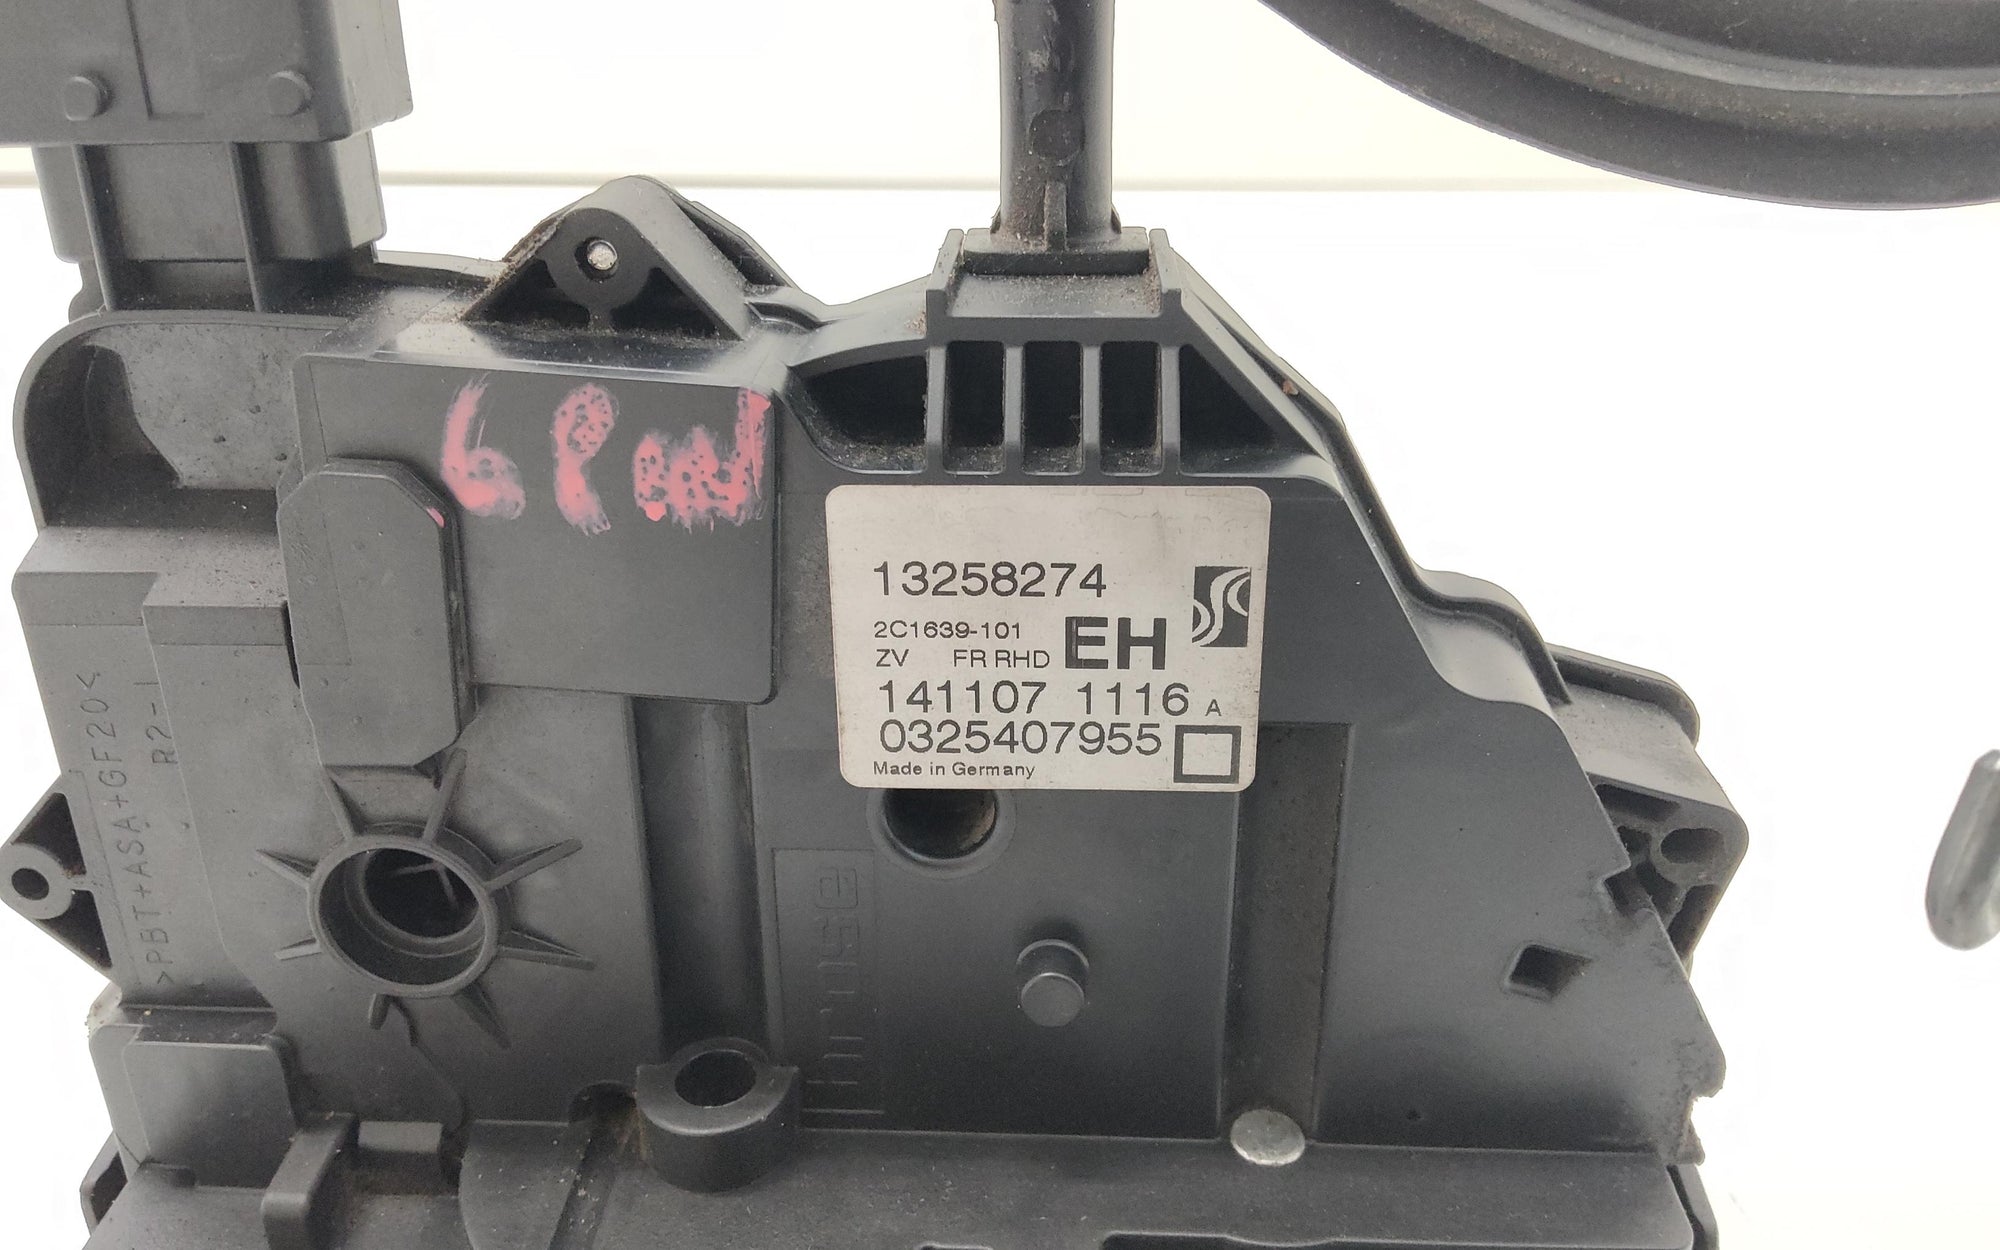 13258274
2C1639-101
EH
ZV FR RHD
141107 1116 A
0325407955
Made in Germany
>PBT+ASA+GF20<
R2-1